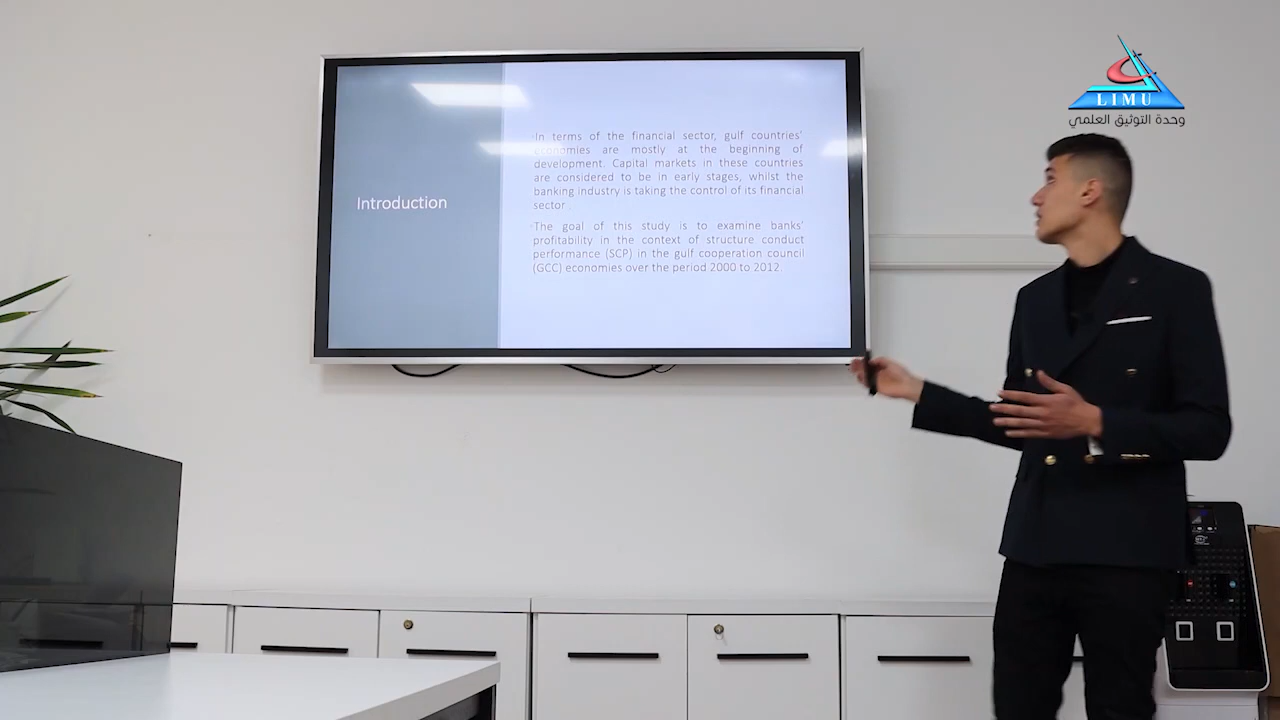 LIMU
وحدة التوثيق العلمي
Introduction
In terms of the financial sector, gulf countries'
economies are mostly at the beginning of
development. Capital markets in these countries
are considered to be in early stages, whilst the
banking industry is taking the control of its financial
sector .
The goal of this study is to examine banks'
profitability in the context of structure conduct
performance (SCP) in the gulf cooperation council
(GCC) economies over the period 2000 to 2012.